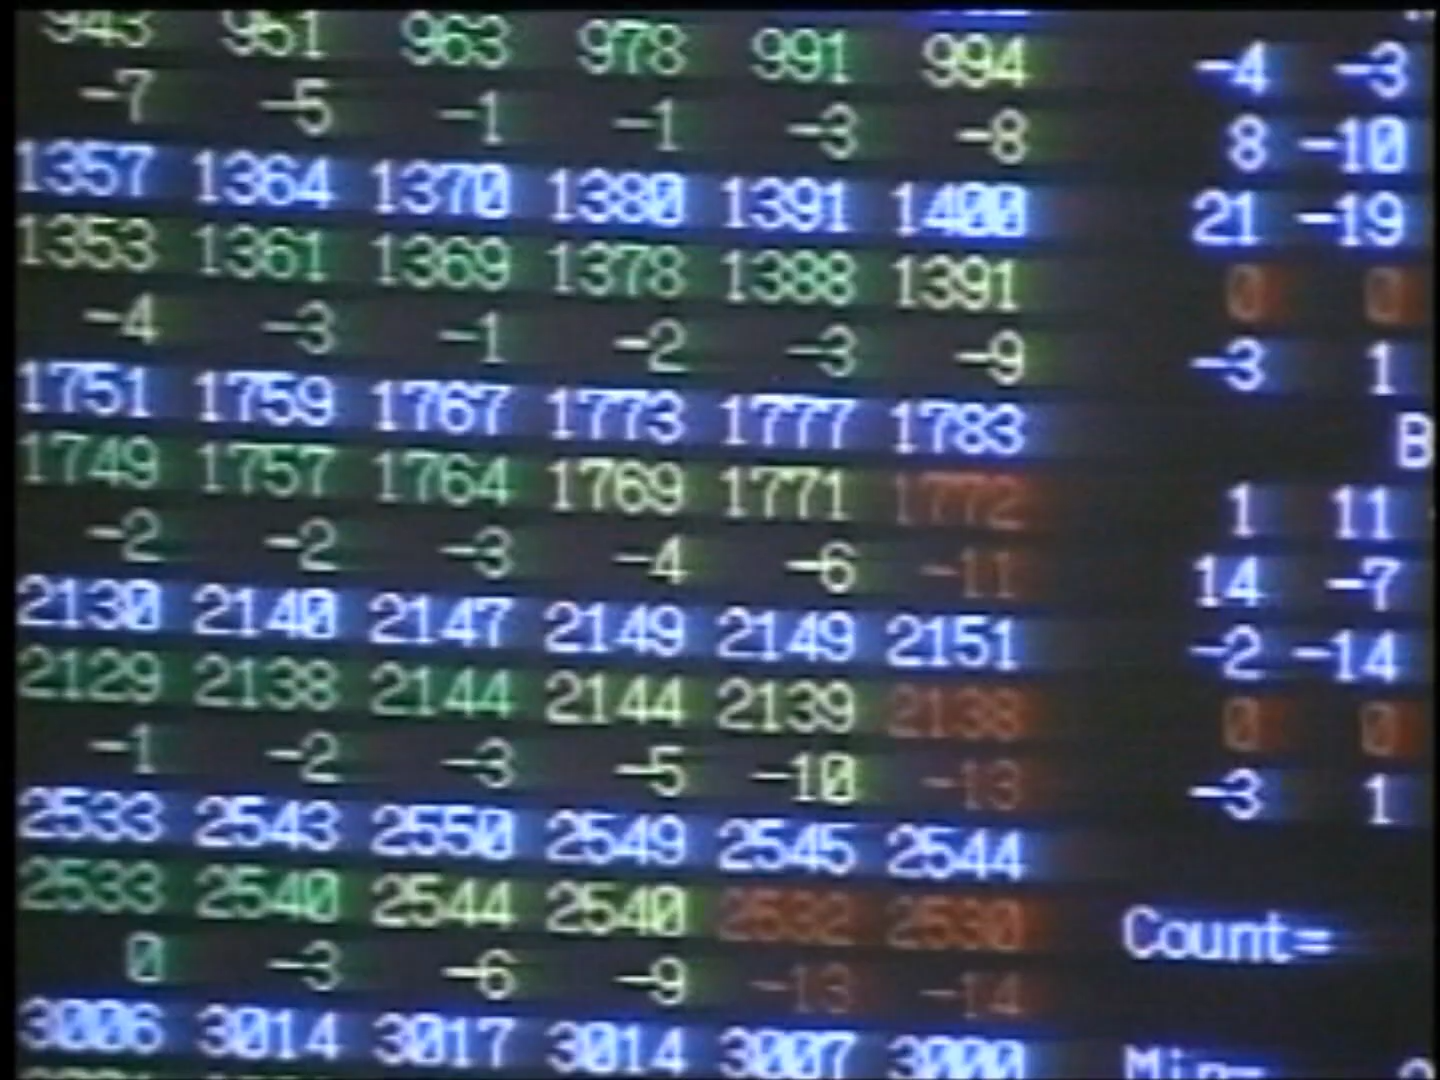 943 951 963 978 991 994 -4 -3
-7 -5 -1 -1 -3 -8 8 -10
1357 1364 1370 1380 1391 1400 21 -19
1353 1361 1369 1378 1388 1391 0 0
-4 -3 -1 -2 -3 -9 -3 1
1751 1759 1767 1773 1777 1783 B
1749 1757 1764 1769 1771 1772 1 11
-2 -2 -3 -4 -6 -11 14 -7
2130 2140 2147 2149 2149 2151 -2 -14
2129 2138 2144 2144 2139 2138 0 0
-1 -2 -3 -5 -10 -13 -3 1
2533 2543 2550 2549 2545 2544
2533 2540 2544 2540 2532 2530 Count=
0 -3 -6 -9 -13 -14
3006 3014 3017 3014 3007 3000 Min=